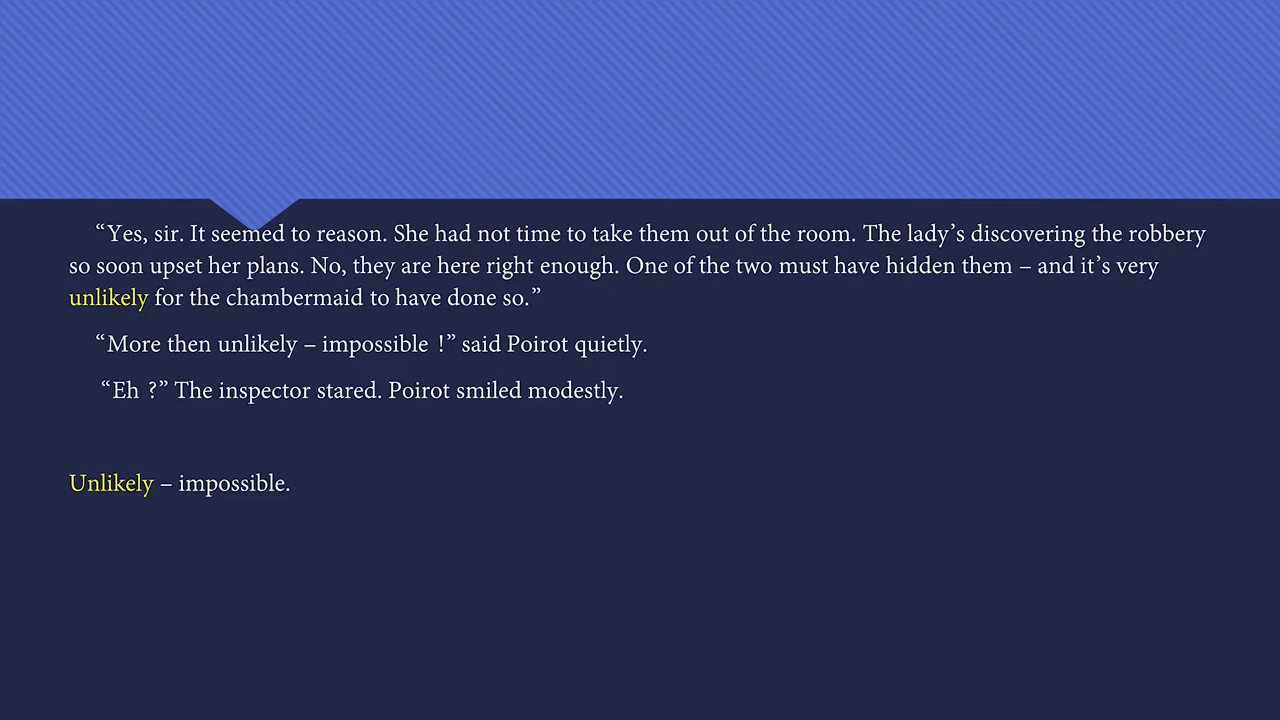 “Yes, sir. It seemed to reason. She had not time to take them out of the room. The lady’s discovering the robbery
so soon upset her plans. No, they are here right enough. One of the two must have hidden them – and it’s very
unlikely for the chambermaid to have done so.”
“More then unlikely – impossible !” said Poirot quietly.
“Eh ?” The inspector stared. Poirot smiled modestly.
Unlikely – impossible.